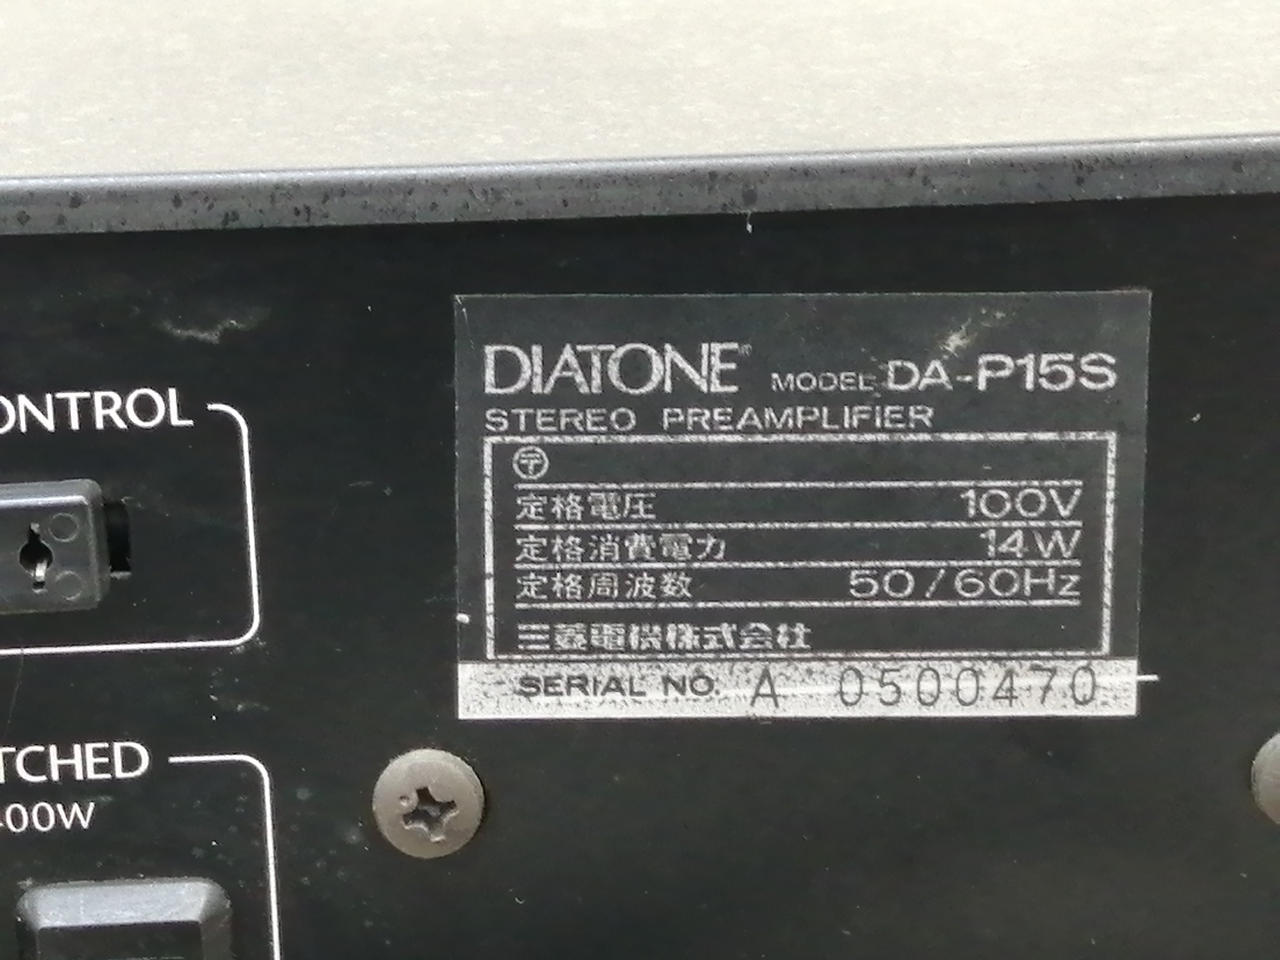 DIATONE MODEL DA-P15S
STEREO PREAMPLIFIER
〒
定格電圧 100V
定格消費電力 14W
定格周波数 50/60Hz
三菱電機株式会社
SERIAL NO. A 0500470
ONTROL
TCHED
400W